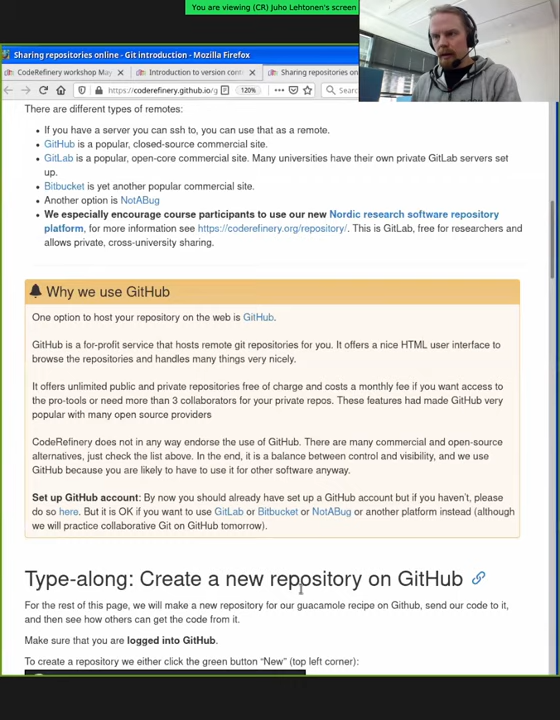 You are viewing (CR) Juho Lehtonen's screen
Sharing repositories online - Git introduction - Mozilla Firefox
CodeRefinery workshop May
Introduction to version cont
Sharing repositories on
https://coderefinery.github.io/g
120%
Sear
There are different types of remotes:
• If you have a server you can ssh to, you can use that as a remote.
• GitHub is a popular, closed-source commercial site.
• GitLab is a popular, open-core commercial site. Many universities have their own private GitLab servers set
up.
• Bitbucket is yet another popular commercial site.
• Another option is NotABug
• We especially encourage course participants to use our new Nordic research software repository
platform, for more information see https://coderefinery.org/repository/. This is GitLab, free for researchers and
allows private, cross-university sharing.
Why we use GitHub
One option to host your repository on the web is GitHub.
GitHub is a for-profit service that hosts remote git repositories for you. It offers a nice HTML user interface to
browse the repositories and handles many things very nicely.
It offers unlimited public and private repositories free of charge and costs a monthly fee if you want access to
the pro-tools or need more than 3 collaborators for your private repos. These features had made GitHub very
popular with many open source providers
CodeRefinery does not in any way endorse the use of GitHub. There are many commercial and open-source
alternatives, just check the list above. In the end, it is a balance between control and visibility, and we use
GitHub because you are likely to have to use it for other software anyway.
Set up GitHub account: By now you should already have set up a GitHub account but if you haven't, please
do so here. But it is OK if you want to use GitLab or Bitbucket or NotABug or another platform instead (although
we will practice collaborative Git on GitHub tomorrow).
Type-along: Create a new repository on GitHub
For the rest of this page, we will make a new repository for our guacamole recipe on Github, send our code to it,
and then see how others can get the code from it.
Make sure that you are logged into GitHub.
To create a repository we either click the green button “New” (top left corner):